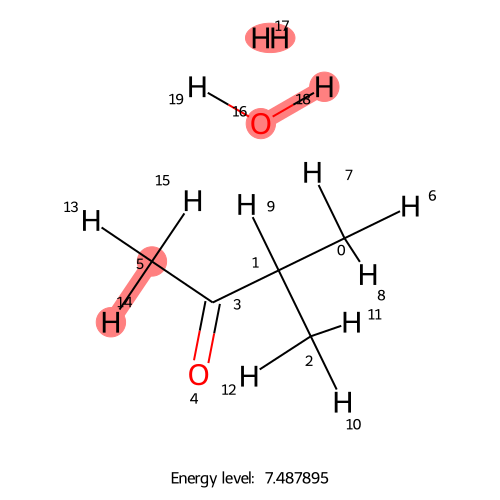 HH 17
H H
19 16 O 18
15 H 7
13 H H H 9 H 6
5 1 0
H 8
14 H 3 H 11
O H 12 2
4 H
10
Energy level: 7.487895